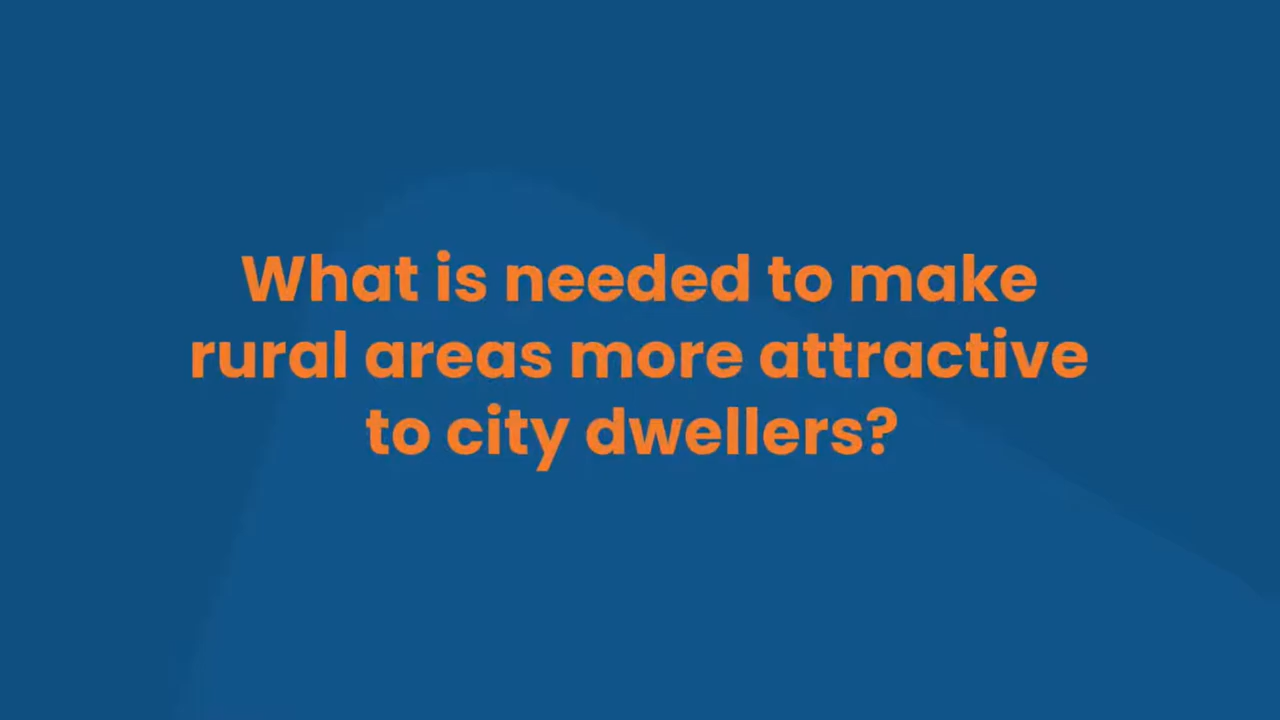 What is needed to make
rural areas more attractive
to city dwellers?